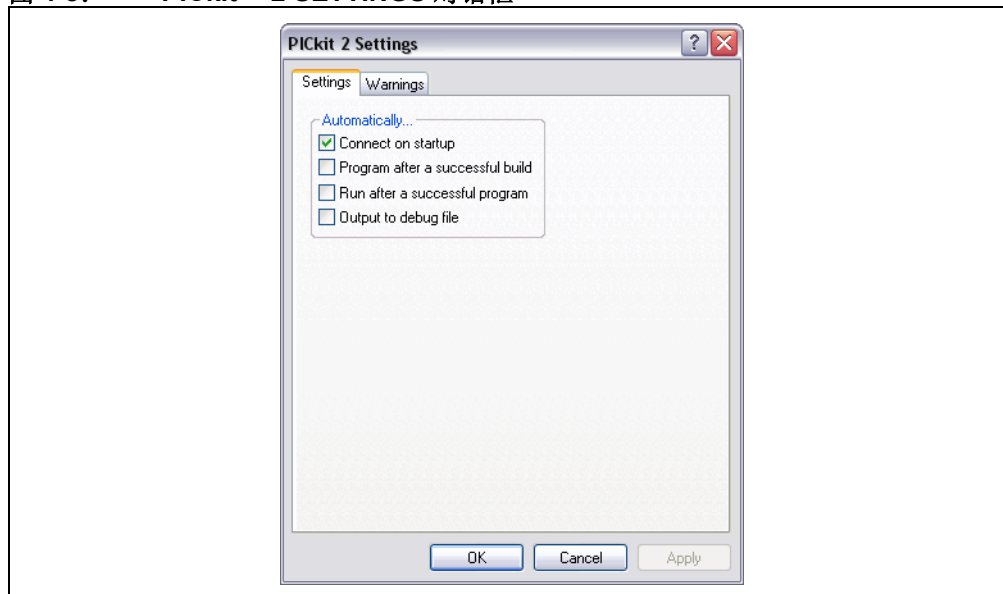 PICkit 2 Settings
Settings Warnings
Automatically...
Connect on startup
Program after a successful build
Run after a successful program
Output to debug file
OK Cancel Apply